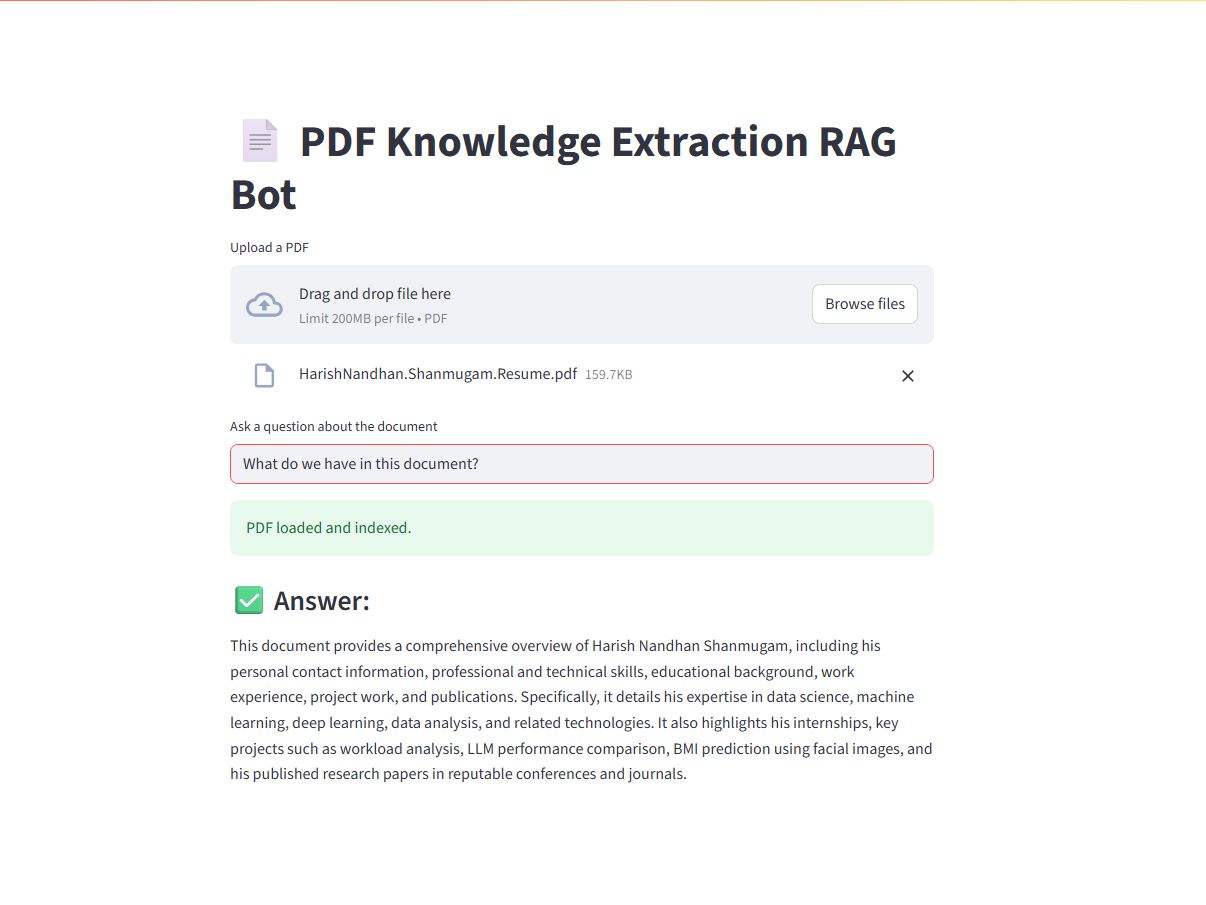 PDF Knowledge Extraction RAG
Bot
Upload a PDF
Drag and drop file here
Limit 200MB per file • PDF
Browse files
HarishNandhan.Shanmugam.Resume.pdf 159.7KB
Ask a question about the document
What do we have in this document?
PDF loaded and indexed.
Answer:
This document provides a comprehensive overview of Harish Nandhan Shanmugam, including his
personal contact information, professional and technical skills, educational background, work
experience, project work, and publications. Specifically, it details his expertise in data science, machine
learning, deep learning, data analysis, and related technologies. It also highlights his internships, key
projects such as workload analysis, LLM performance comparison, BMI prediction using facial images, and
his published research papers in reputable conferences and journals.